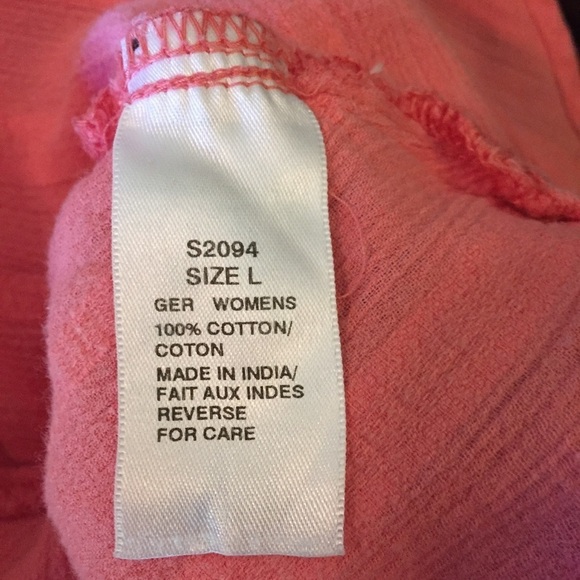 S2094
SIZE L
GER WOMENS
100% COTTON/
COTON
MADE IN INDIA/
FAIT AUX INDES
REVERSE
FOR CARE